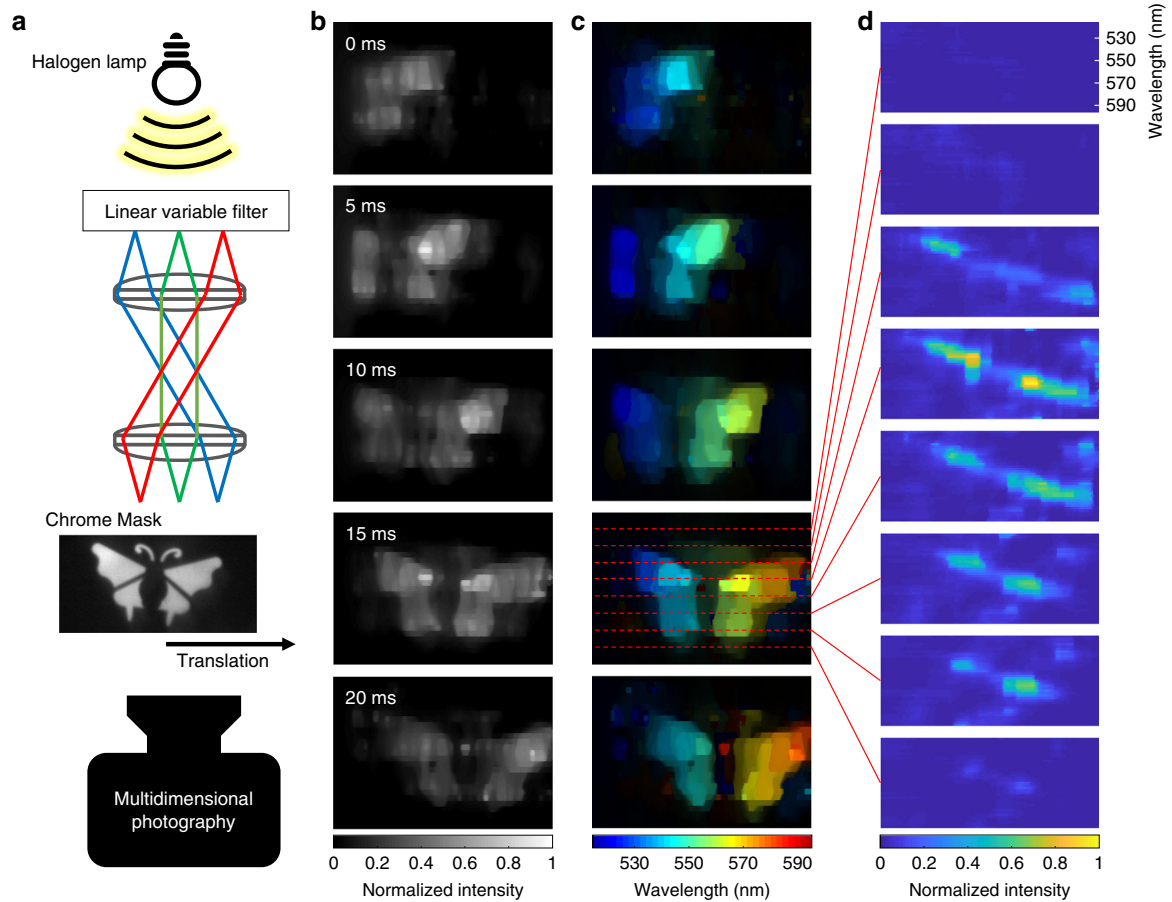 a
Halogen lamp
Linear variable filter
Chrome Mask
Translation
Multidimensional
photography
b
0 ms
5 ms
10 ms
15 ms
20 ms
0 0.2 0.4 0.6 0.8 1
Normalized intensity
c
530 550 570 590
Wavelength (nm)
d
530
550
570
590
Wavelength (nm)
0 0.2 0.4 0.6 0.8 1
Normalized intensity